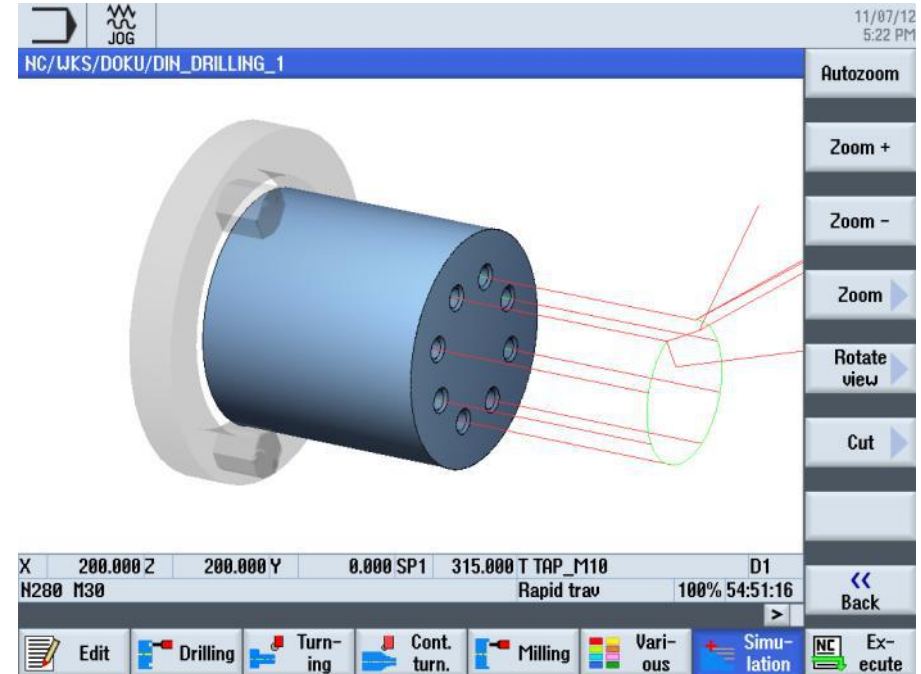 JOG
11/07/12
5:22 PM
NC/WKS/DOKU/DIN_DRILLING_1
Autozoom
Zoom +
Zoom -
Zoom
Rotate
view
Cut
X 200.000 Z 200.000 Y 0.000 SP1 315.000 T TAP_M10 D1
N280 M30 Rapid trav 100% 54:51:16
<<
Back
>
Edit
Drilling
Turn-
ing
Cont.
turn.
Milling
Vari-
ous
Simu-
lation
NC
Ex-
ecute